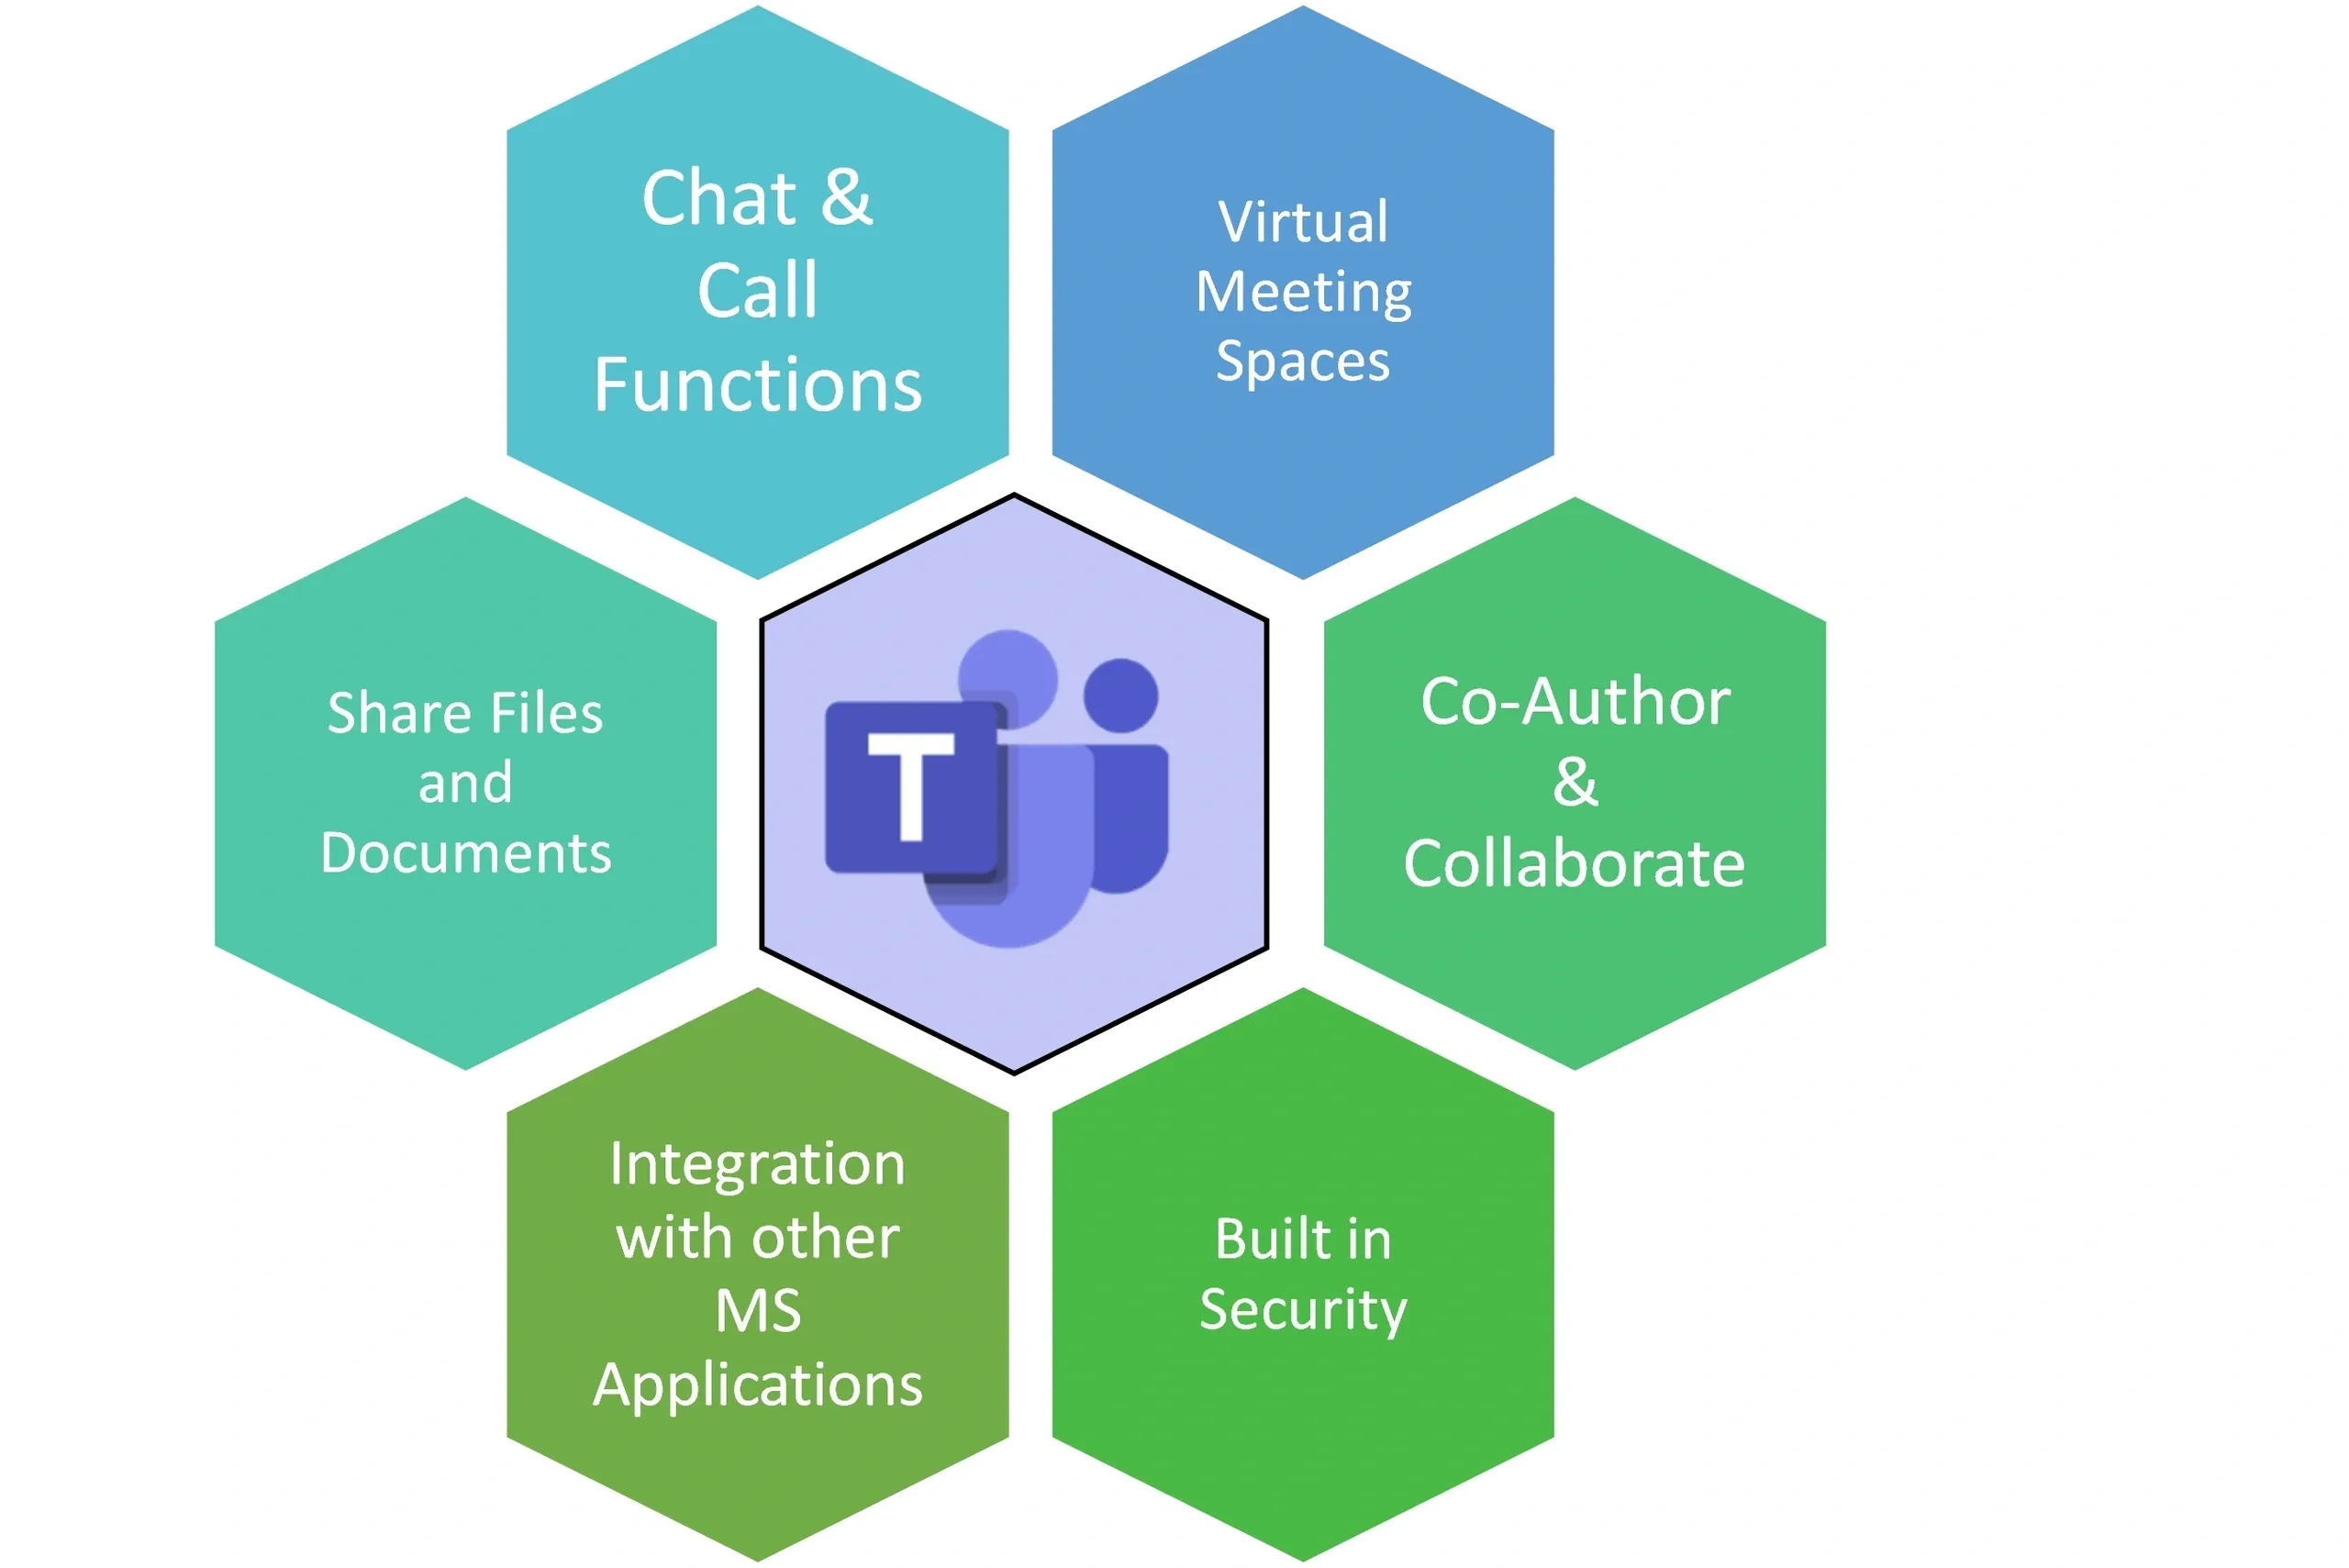 Chat &
Call
Functions
Virtual
Meeting
Spaces
Share Files
and
Documents
T
Co-Author
&
Collaborate
Integration
with other
MS
Applications
Built in
Security